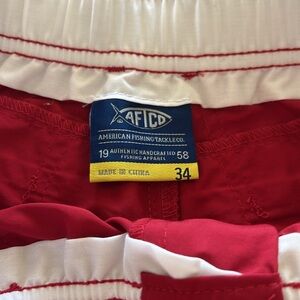 AFTCO
AMERICAN FISHING TACKLE CO.
19 AUTHENTIC HANDCRAFTED 58
FISHING APPAREL
MADE IN CHINA 34